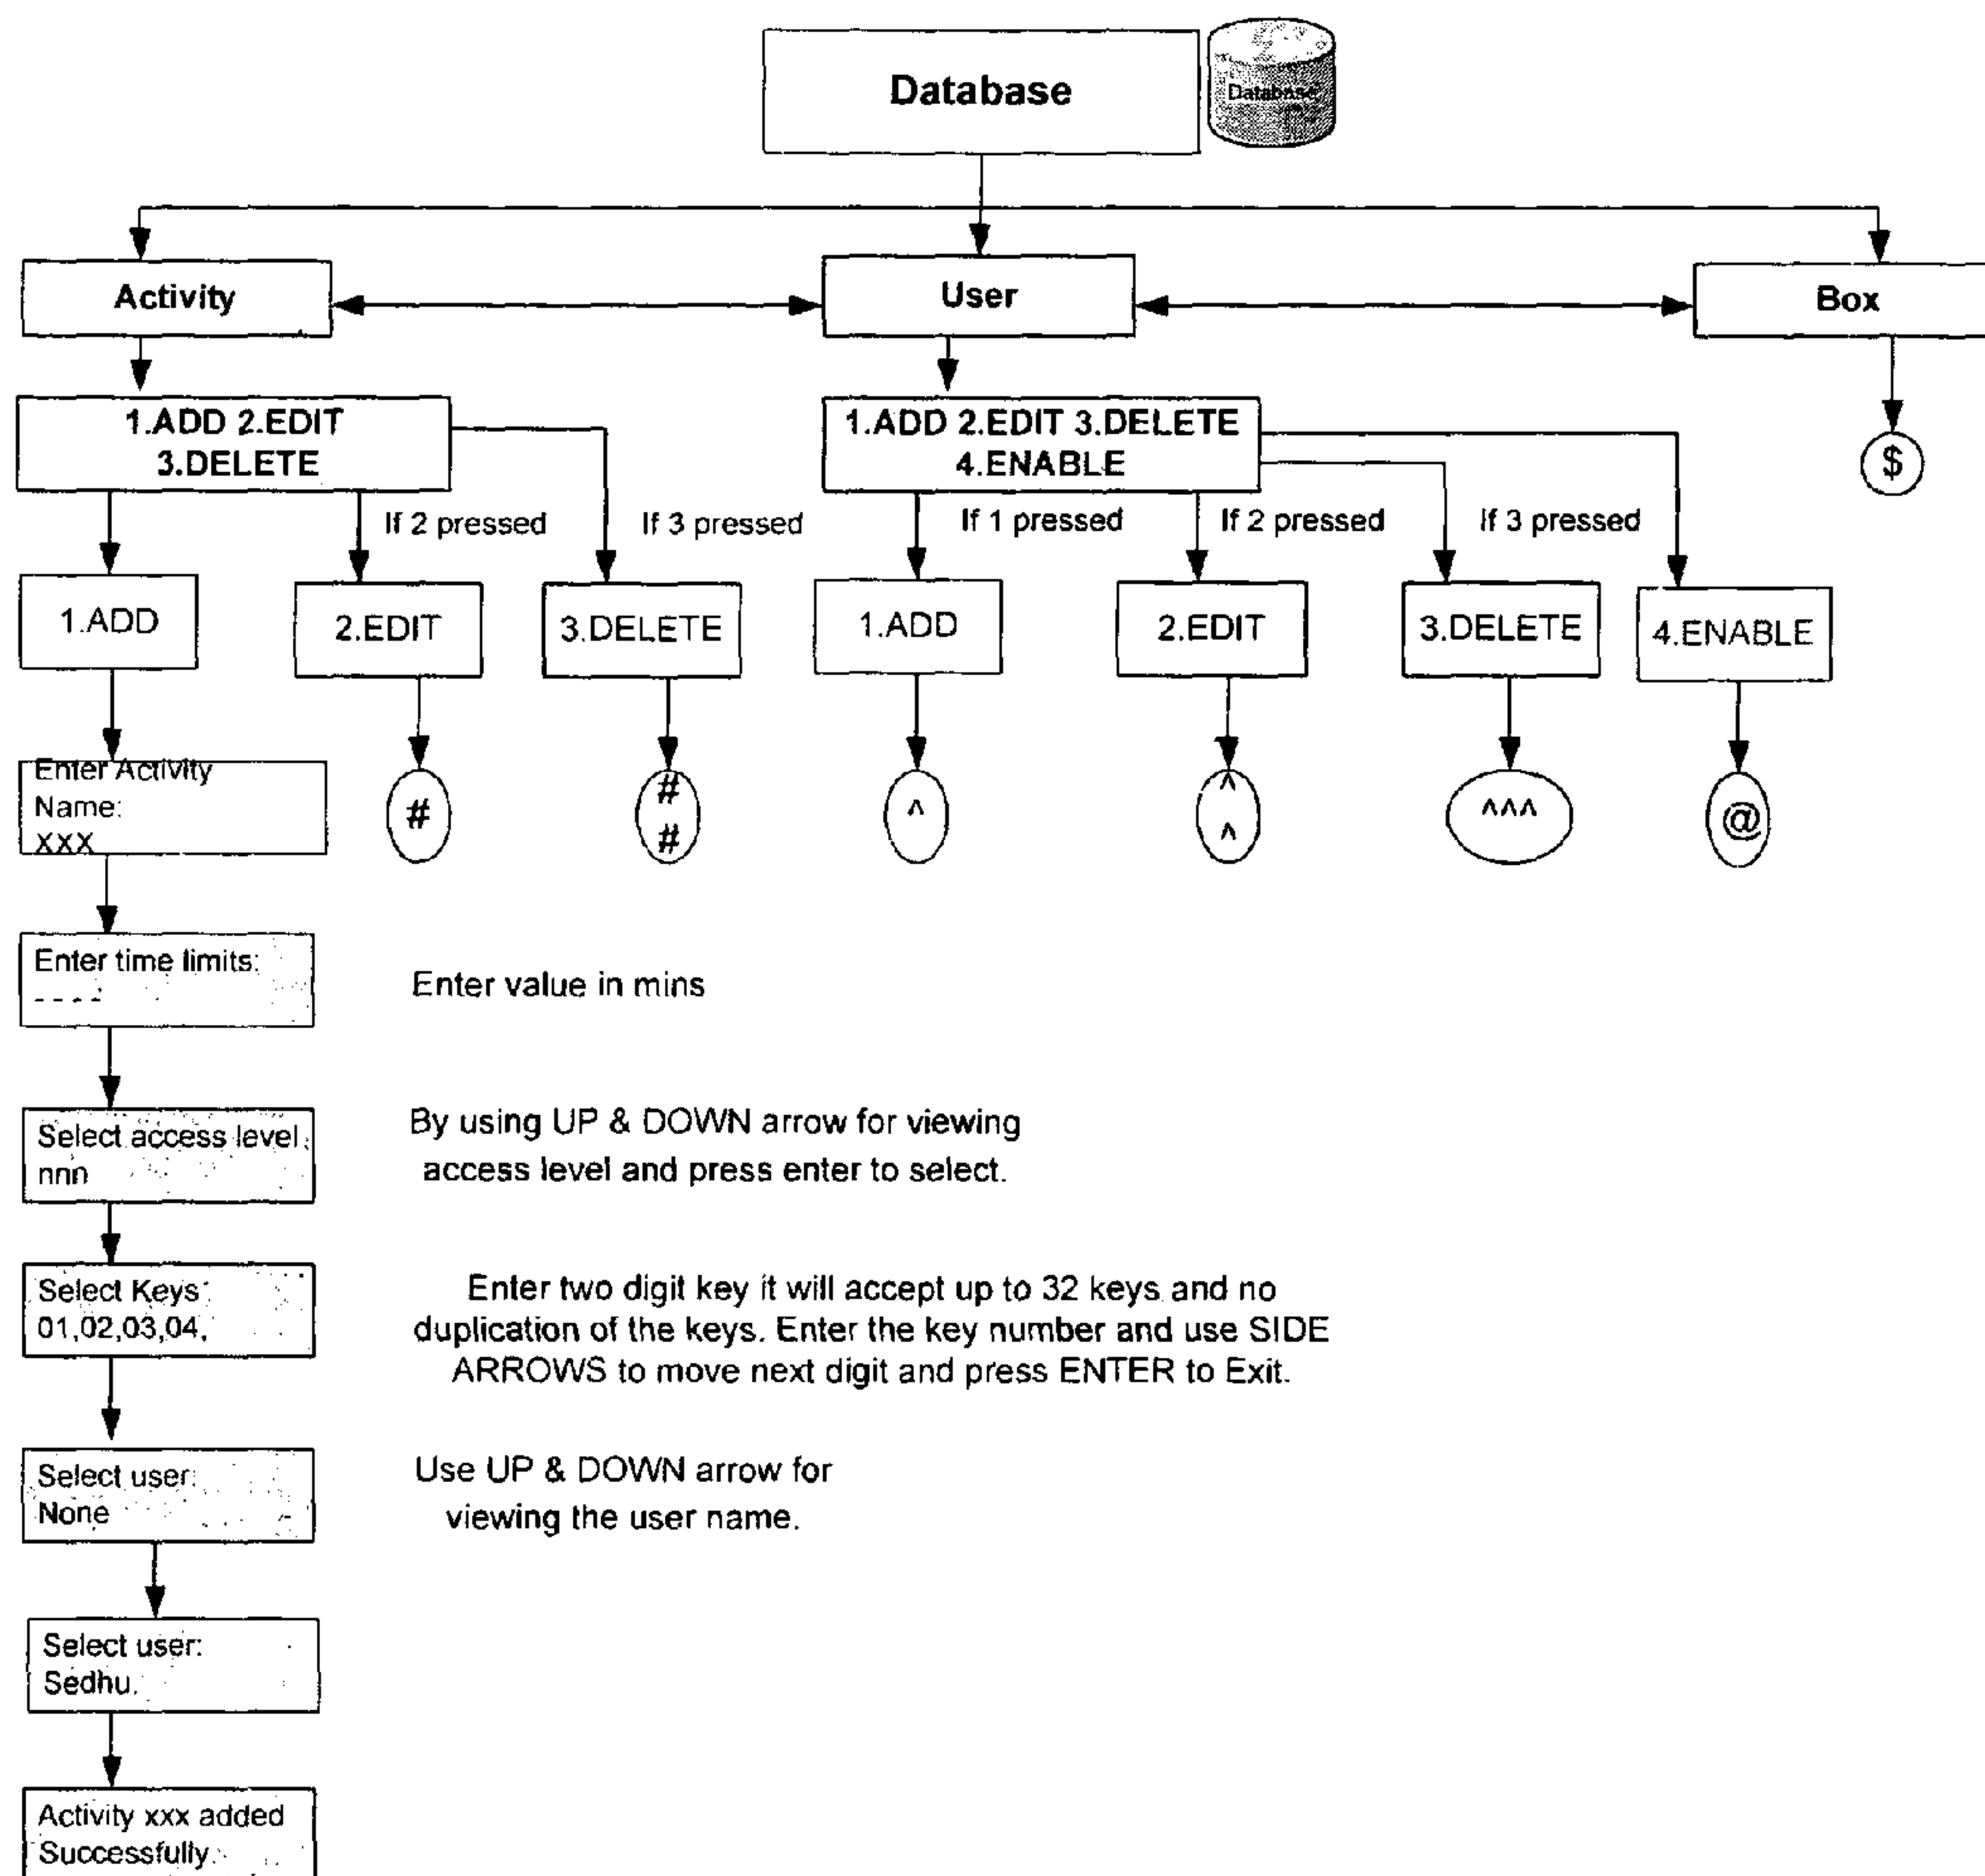 Database
Database
Activity
User
Box
1.ADD 2.EDIT
3.DELETE
1.ADD 2.EDIT 3.DELETE
4.ENABLE
$
If 2 pressed
If 3 pressed
If 1 pressed
If 2 pressed
If 3 pressed
1.ADD
2.EDIT
3.DELETE
1.ADD
2.EDIT
3.DELETE
4.ENABLE
Enter Activity
Name:
XXX
#
#
#
^
^
^
^^^
@
Enter time limits:
- - - -
Enter value in mins
Select access level:
nnn
By using UP & DOWN arrow for viewing
access level and press enter to select.
Select Keys:
01,02,03,04,
Enter two digit key it will accept up to 32 keys and no
duplication of the keys. Enter the key number and use SIDE
ARROWS to move next digit and press ENTER to Exit.
Select user:
None
Use UP & DOWN arrow for
viewing the user name.
Select user:
Sedhu.
Activity xxx added
Successfully.